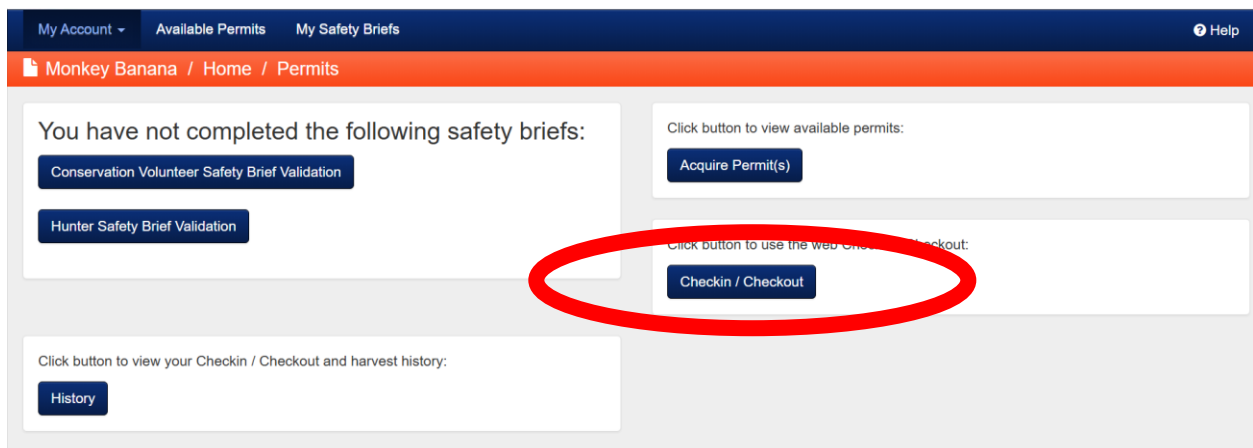 My Account Available Permits My Safety Briefs Help
Monkey Banana / Home / Permits
You have not completed the following safety briefs:
Conservation Volunteer Safety Brief Validation
Hunter Safety Brief Validation
Click button to view available permits:
Acquire Permit(s)
Click button to use the web Checkout:
Checkin / Checkout
Click button to view your Checkin / Checkout and harvest history:
History